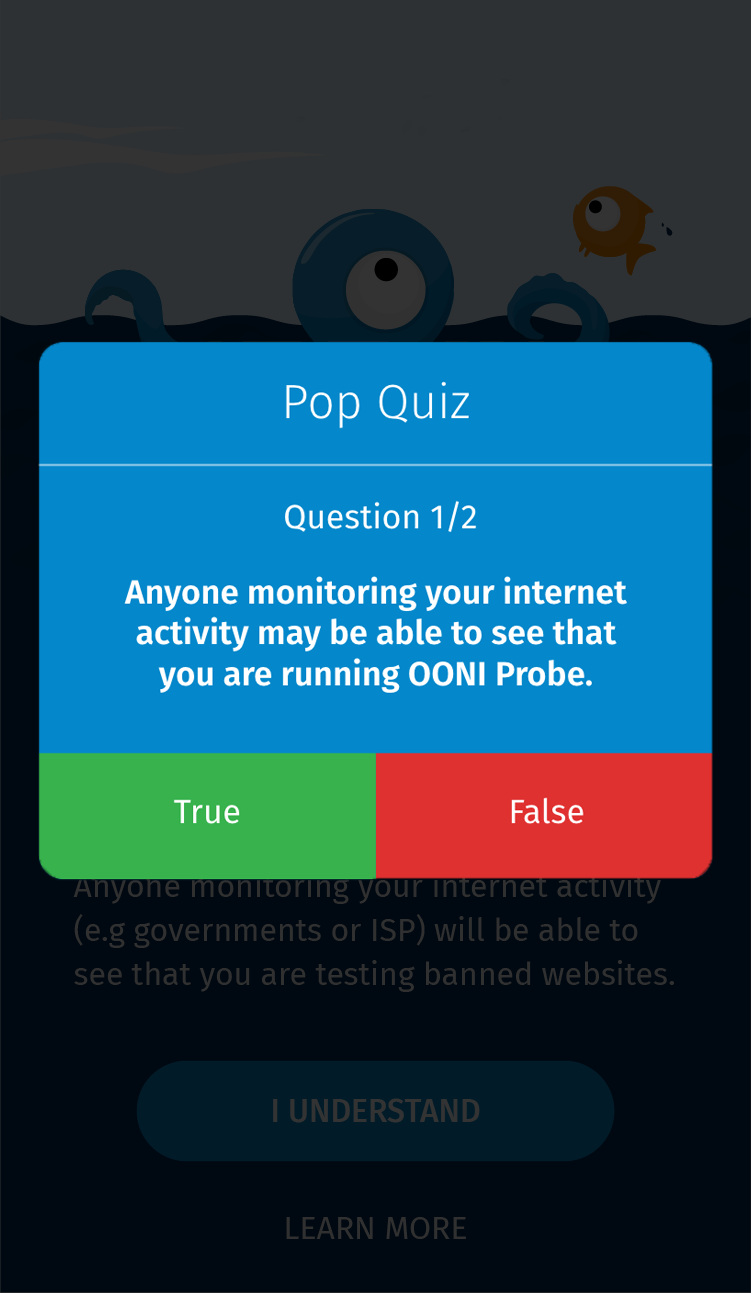 Pop Quiz
Question 1/2
Anyone monitoring your internet
activity may be able to see that
you are running OONI Probe.
True
False
Anyone monitoring your internet activity
(e.g governments or ISP) will be able to
see that you are testing banned websites.
I UNDERSTAND
LEARN MORE